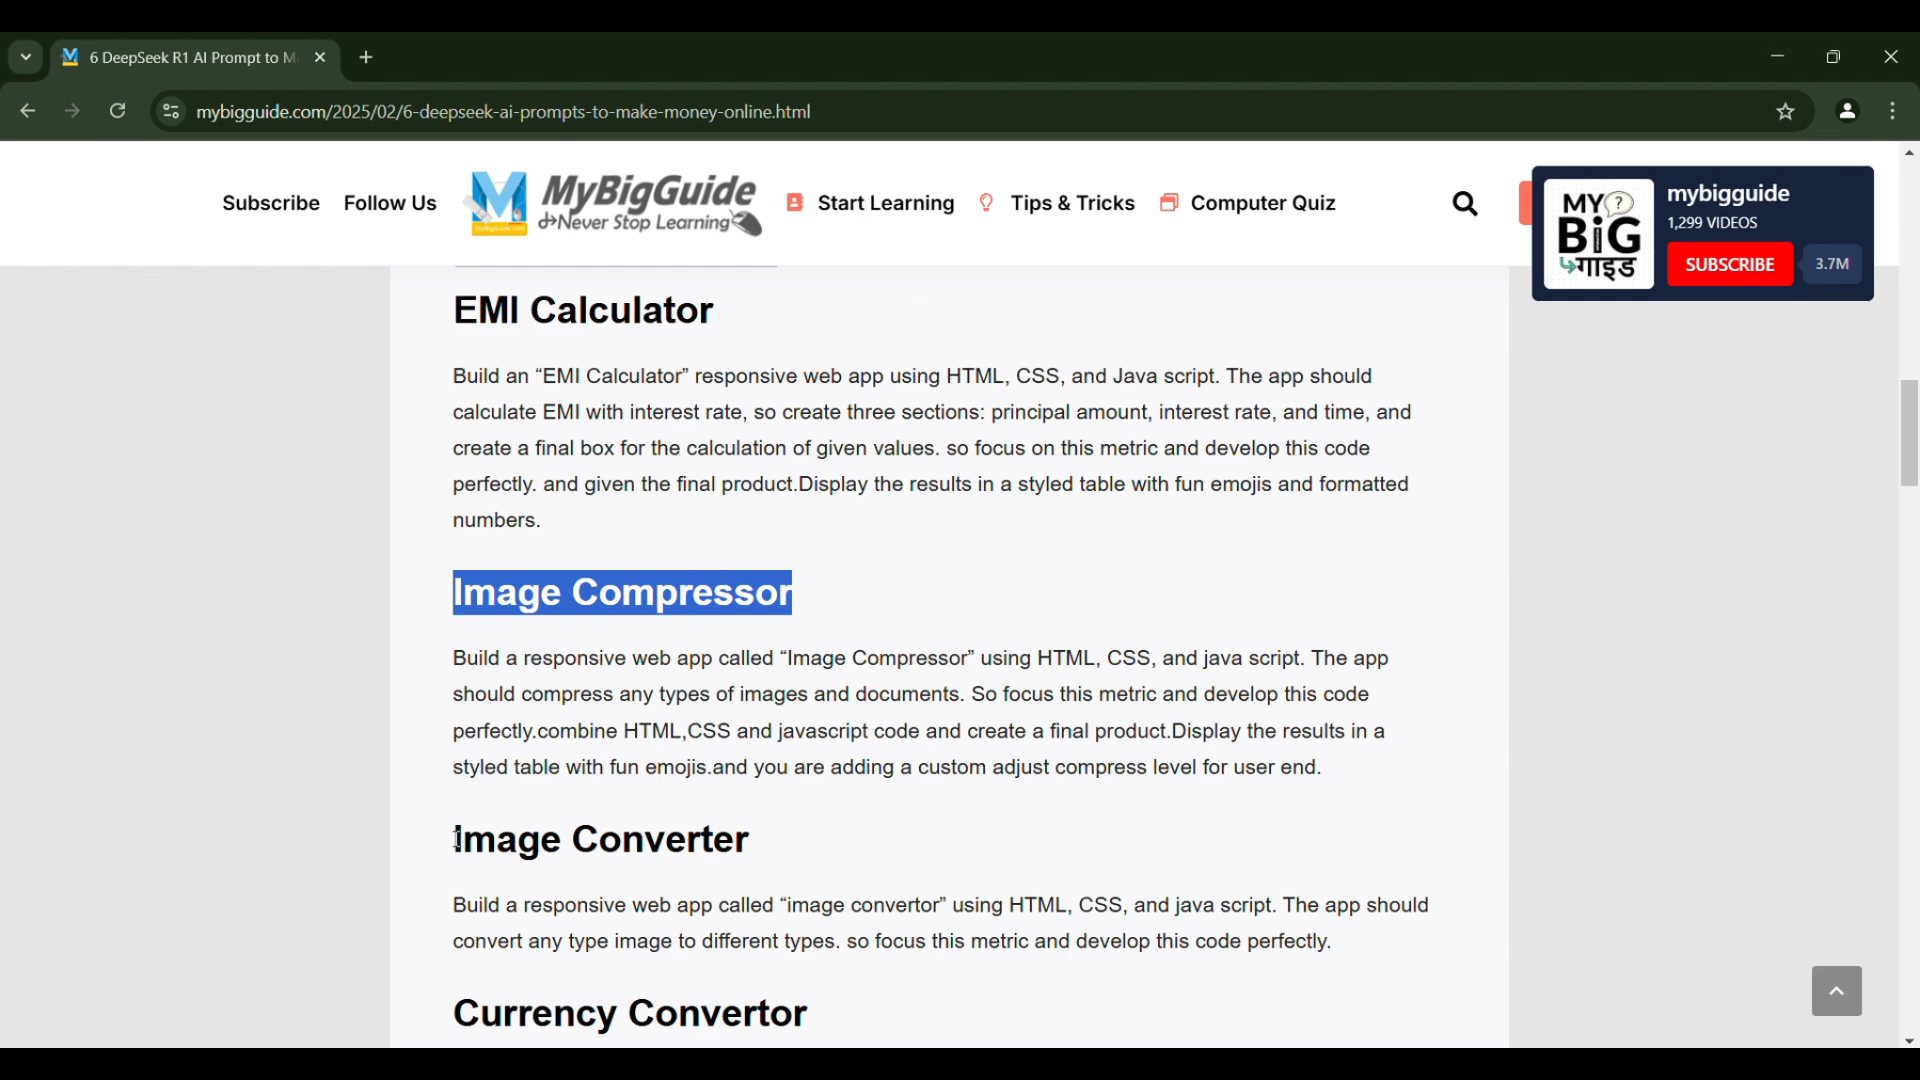 6 DeepSeek R1 AI Prompt to M
mybigguide.com/2025/02/6-deepseek-ai-prompts-to-make-money-online.html
Subscribe Follow Us MyBigGuide Never Stop Learning Start Learning Tips & Tricks Computer Quiz
MyBigGuide.com
MY ? BiG गाइड
mybigguide
1,299 VIDEOS
SUBSCRIBE 3.7M
EMI Calculator
Build an “EMI Calculator” responsive web app using HTML, CSS, and Java script. The app should
calculate EMI with interest rate, so create three sections: principal amount, interest rate, and time, and
create a final box for the calculation of given values. so focus on this metric and develop this code
perfectly. and given the final product.Display the results in a styled table with fun emojis and formatted
numbers.
Image Compressor
Build a responsive web app called “Image Compressor” using HTML, CSS, and java script. The app
should compress any types of images and documents. So focus this metric and develop this code
perfectly.combine HTML,CSS and javascript code and create a final product.Display the results in a
styled table with fun emojis.and you are adding a custom adjust compress level for user end.
Image Converter
Build a responsive web app called “image convertor” using HTML, CSS, and java script. The app should
convert any type image to different types. so focus this metric and develop this code perfectly.
Currency Convertor